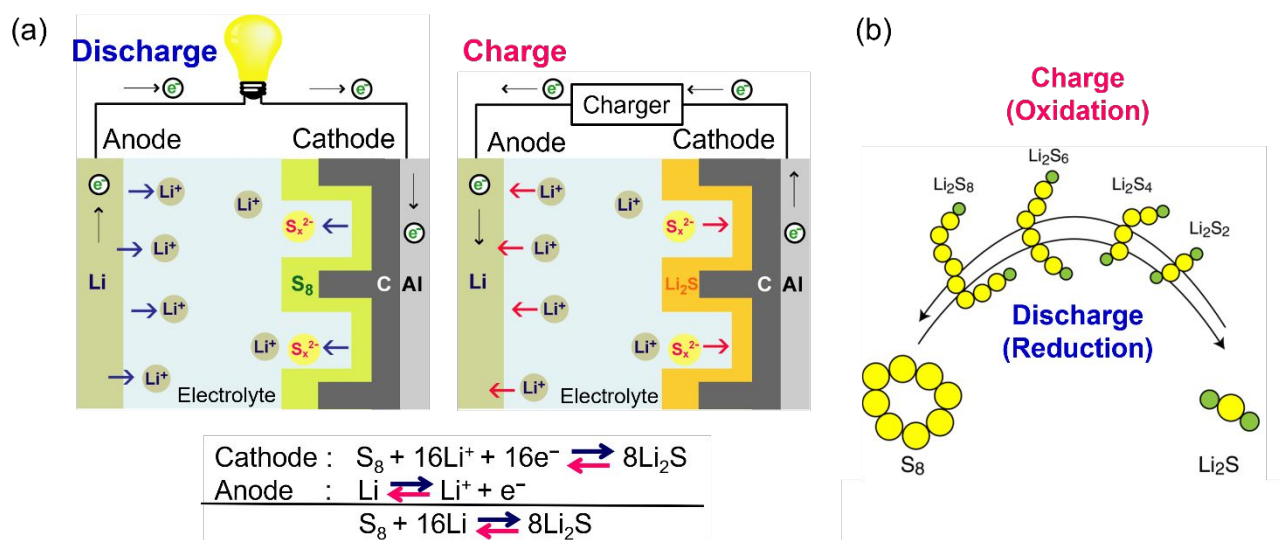 (a)
Discharge
e⁻
e⁻
Anode
Cathode
e⁻
Li⁺
Li⁺
Li⁺
Li⁺
Li⁺
Li⁺
Sₓ²⁻
Sₓ²⁻
Li
S₈
C
Al
e⁻
Electrolyte
Charge
e⁻
Charger
e⁻
Anode
Cathode
e⁻
Li⁺
Li⁺
Li⁺
Li⁺
Li⁺
Li⁺
Sₓ²⁻
Sₓ²⁻
Li
Li₂S
C
Al
e⁻
Electrolyte
Cathode : S₈ + 16Li⁺ + 16e⁻ ⇄ 8Li₂S
Anode : Li ⇄ Li⁺ + e⁻
S₈ + 16Li ⇄ 8Li₂S
(b)
Charge
(Oxidation)
Li₂S₈
Li₂S₆
Li₂S₄
Li₂S₂
Discharge
(Reduction)
S₈
Li₂S